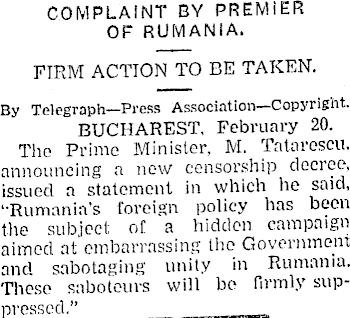 COMPLAINT BY PREMIER
OF RUMANIA.
FIRM ACTION TO BE TAKEN.
By Telegraph—Press Association—Copyright.
BUCHAREST, February 20.
The Prime Minister, M. Tatarescu,
announcing a new censorship decree,
issued a statement in which he said,
“Rumania's foreign policy has been
the subject of a hidden campaign
aimed at embarrassing the Government
and sabotaging unity in Rumania.
These saboteurs will be firmly sup-
pressed.”